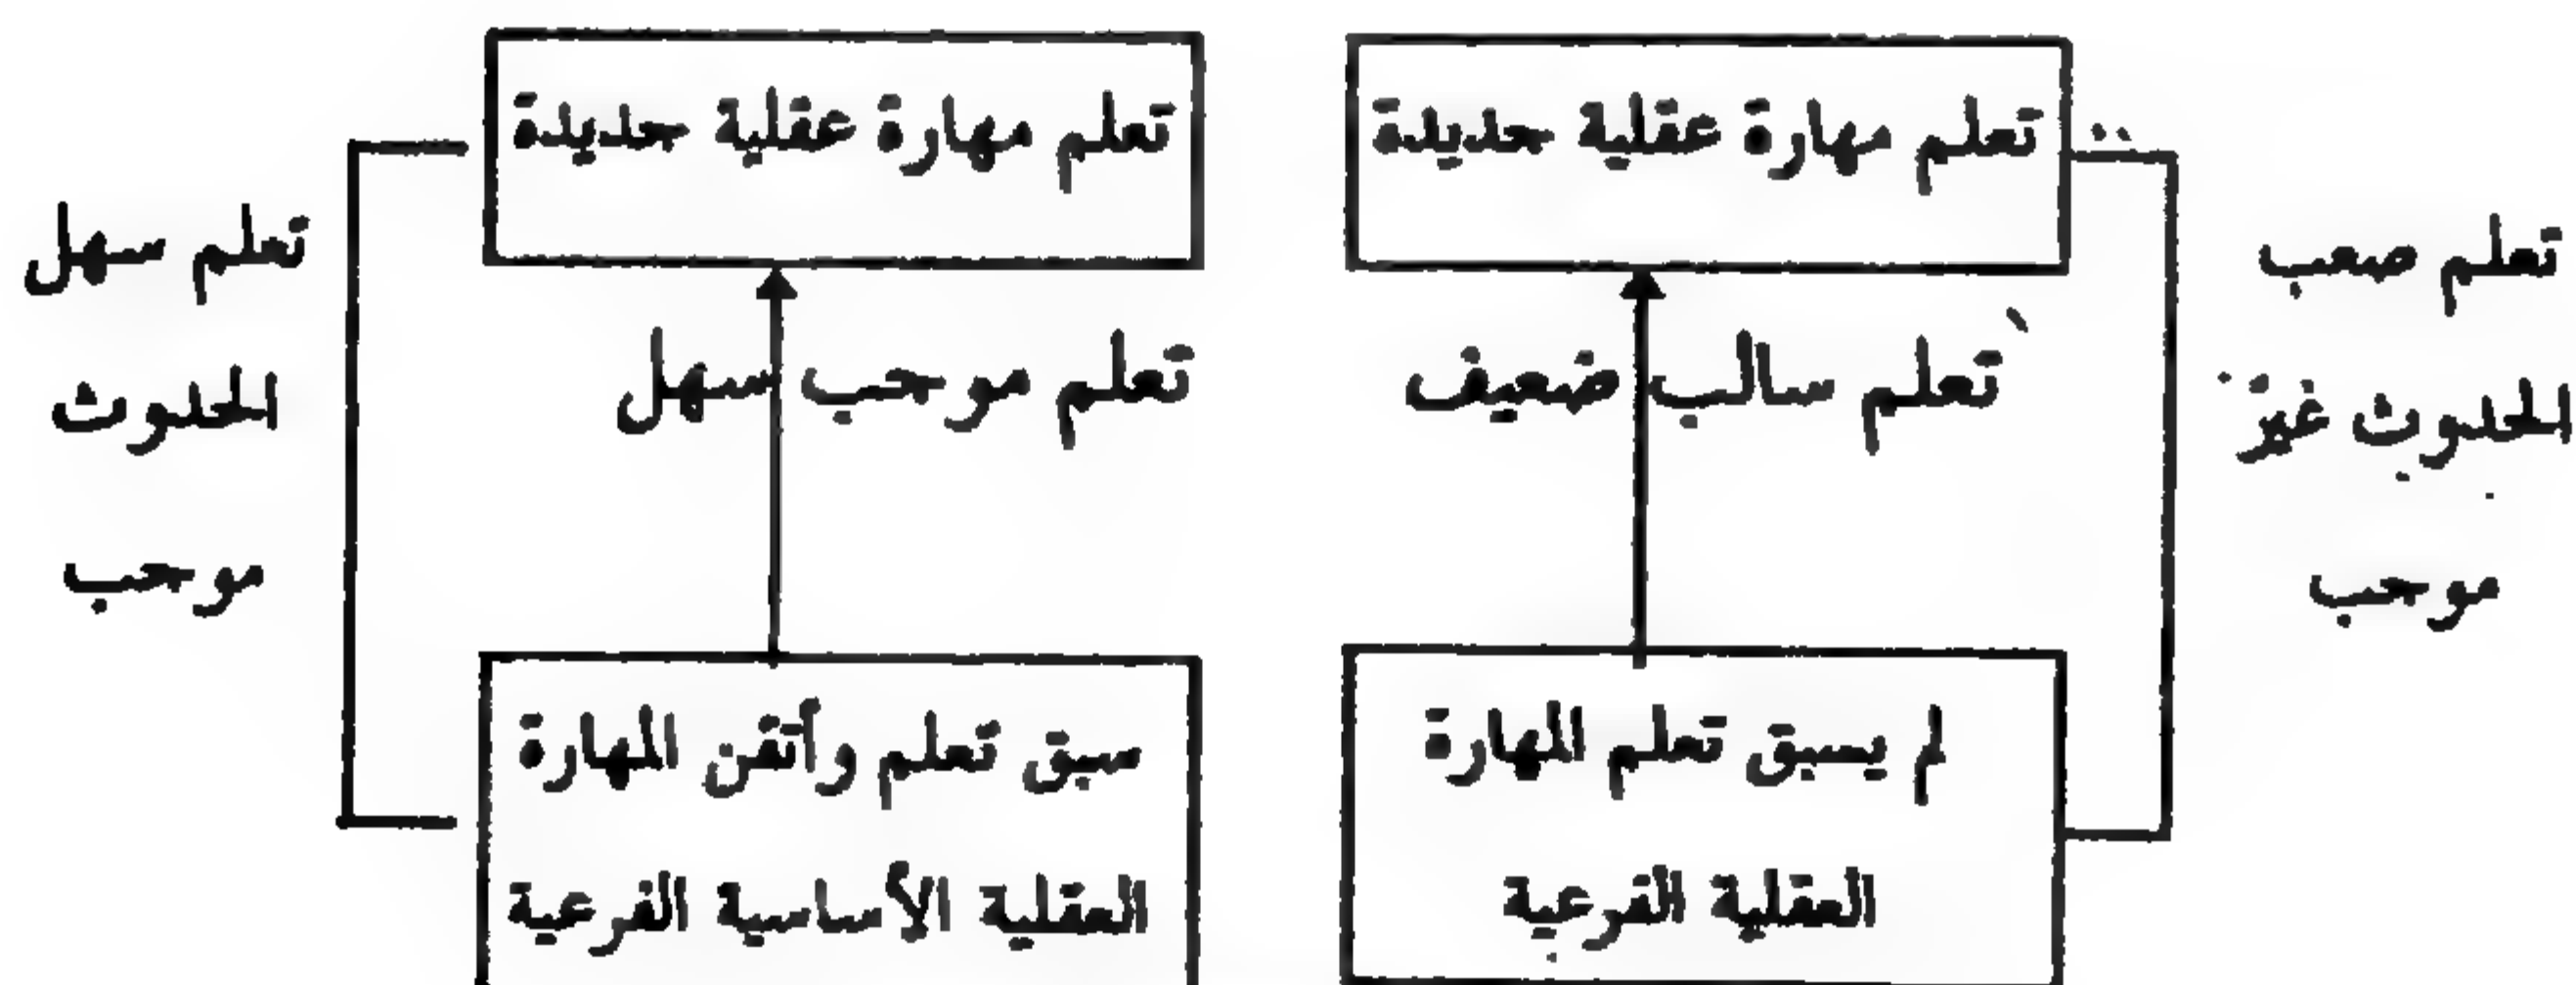 تعلم مهارة عقلية جديدة
تعلم صعب
الحدوث غير
موجب
تعلم سالب ضعيف
لم يسبق تعلم المهارة
العقلية الفرعية
تعلم مهارة عقلية جديدة
تعلم موجب سهل
تعلم سهل
الحدوث
موجب
سبق تعلم وأتقن المهارة
العقلية الأساسية الفرعية